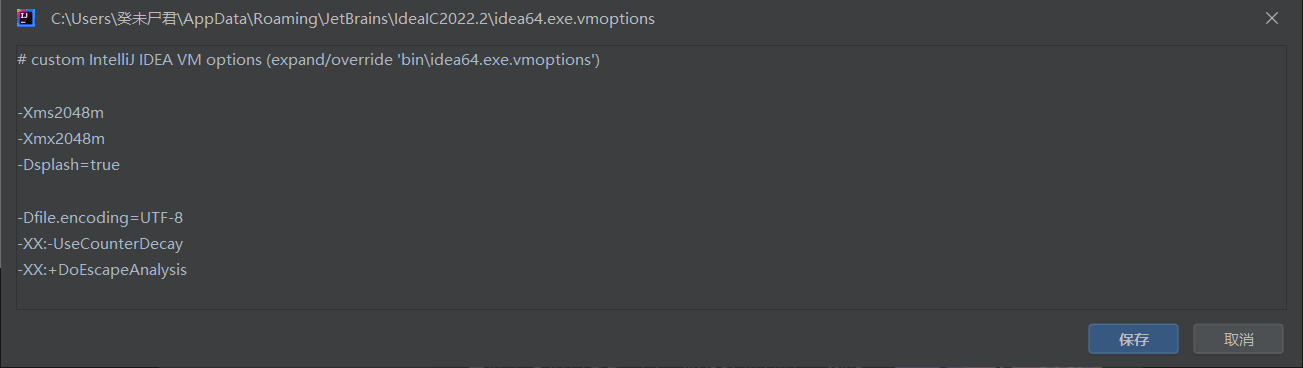 C:\Users\癸未尸君\AppData\Roaming\JetBrains\IdeaIC2022.2\idea64.exe.vmoptions
# custom IntelliJ IDEA VM options (expand/override 'bin\idea64.exe.vmoptions')
-Xms2048m
-Xmx2048m
-Dsplash=true
-Dfile.encoding=UTF-8
-XX:-UseCounterDecay
-XX:+DoEscapeAnalysis
保存
取消